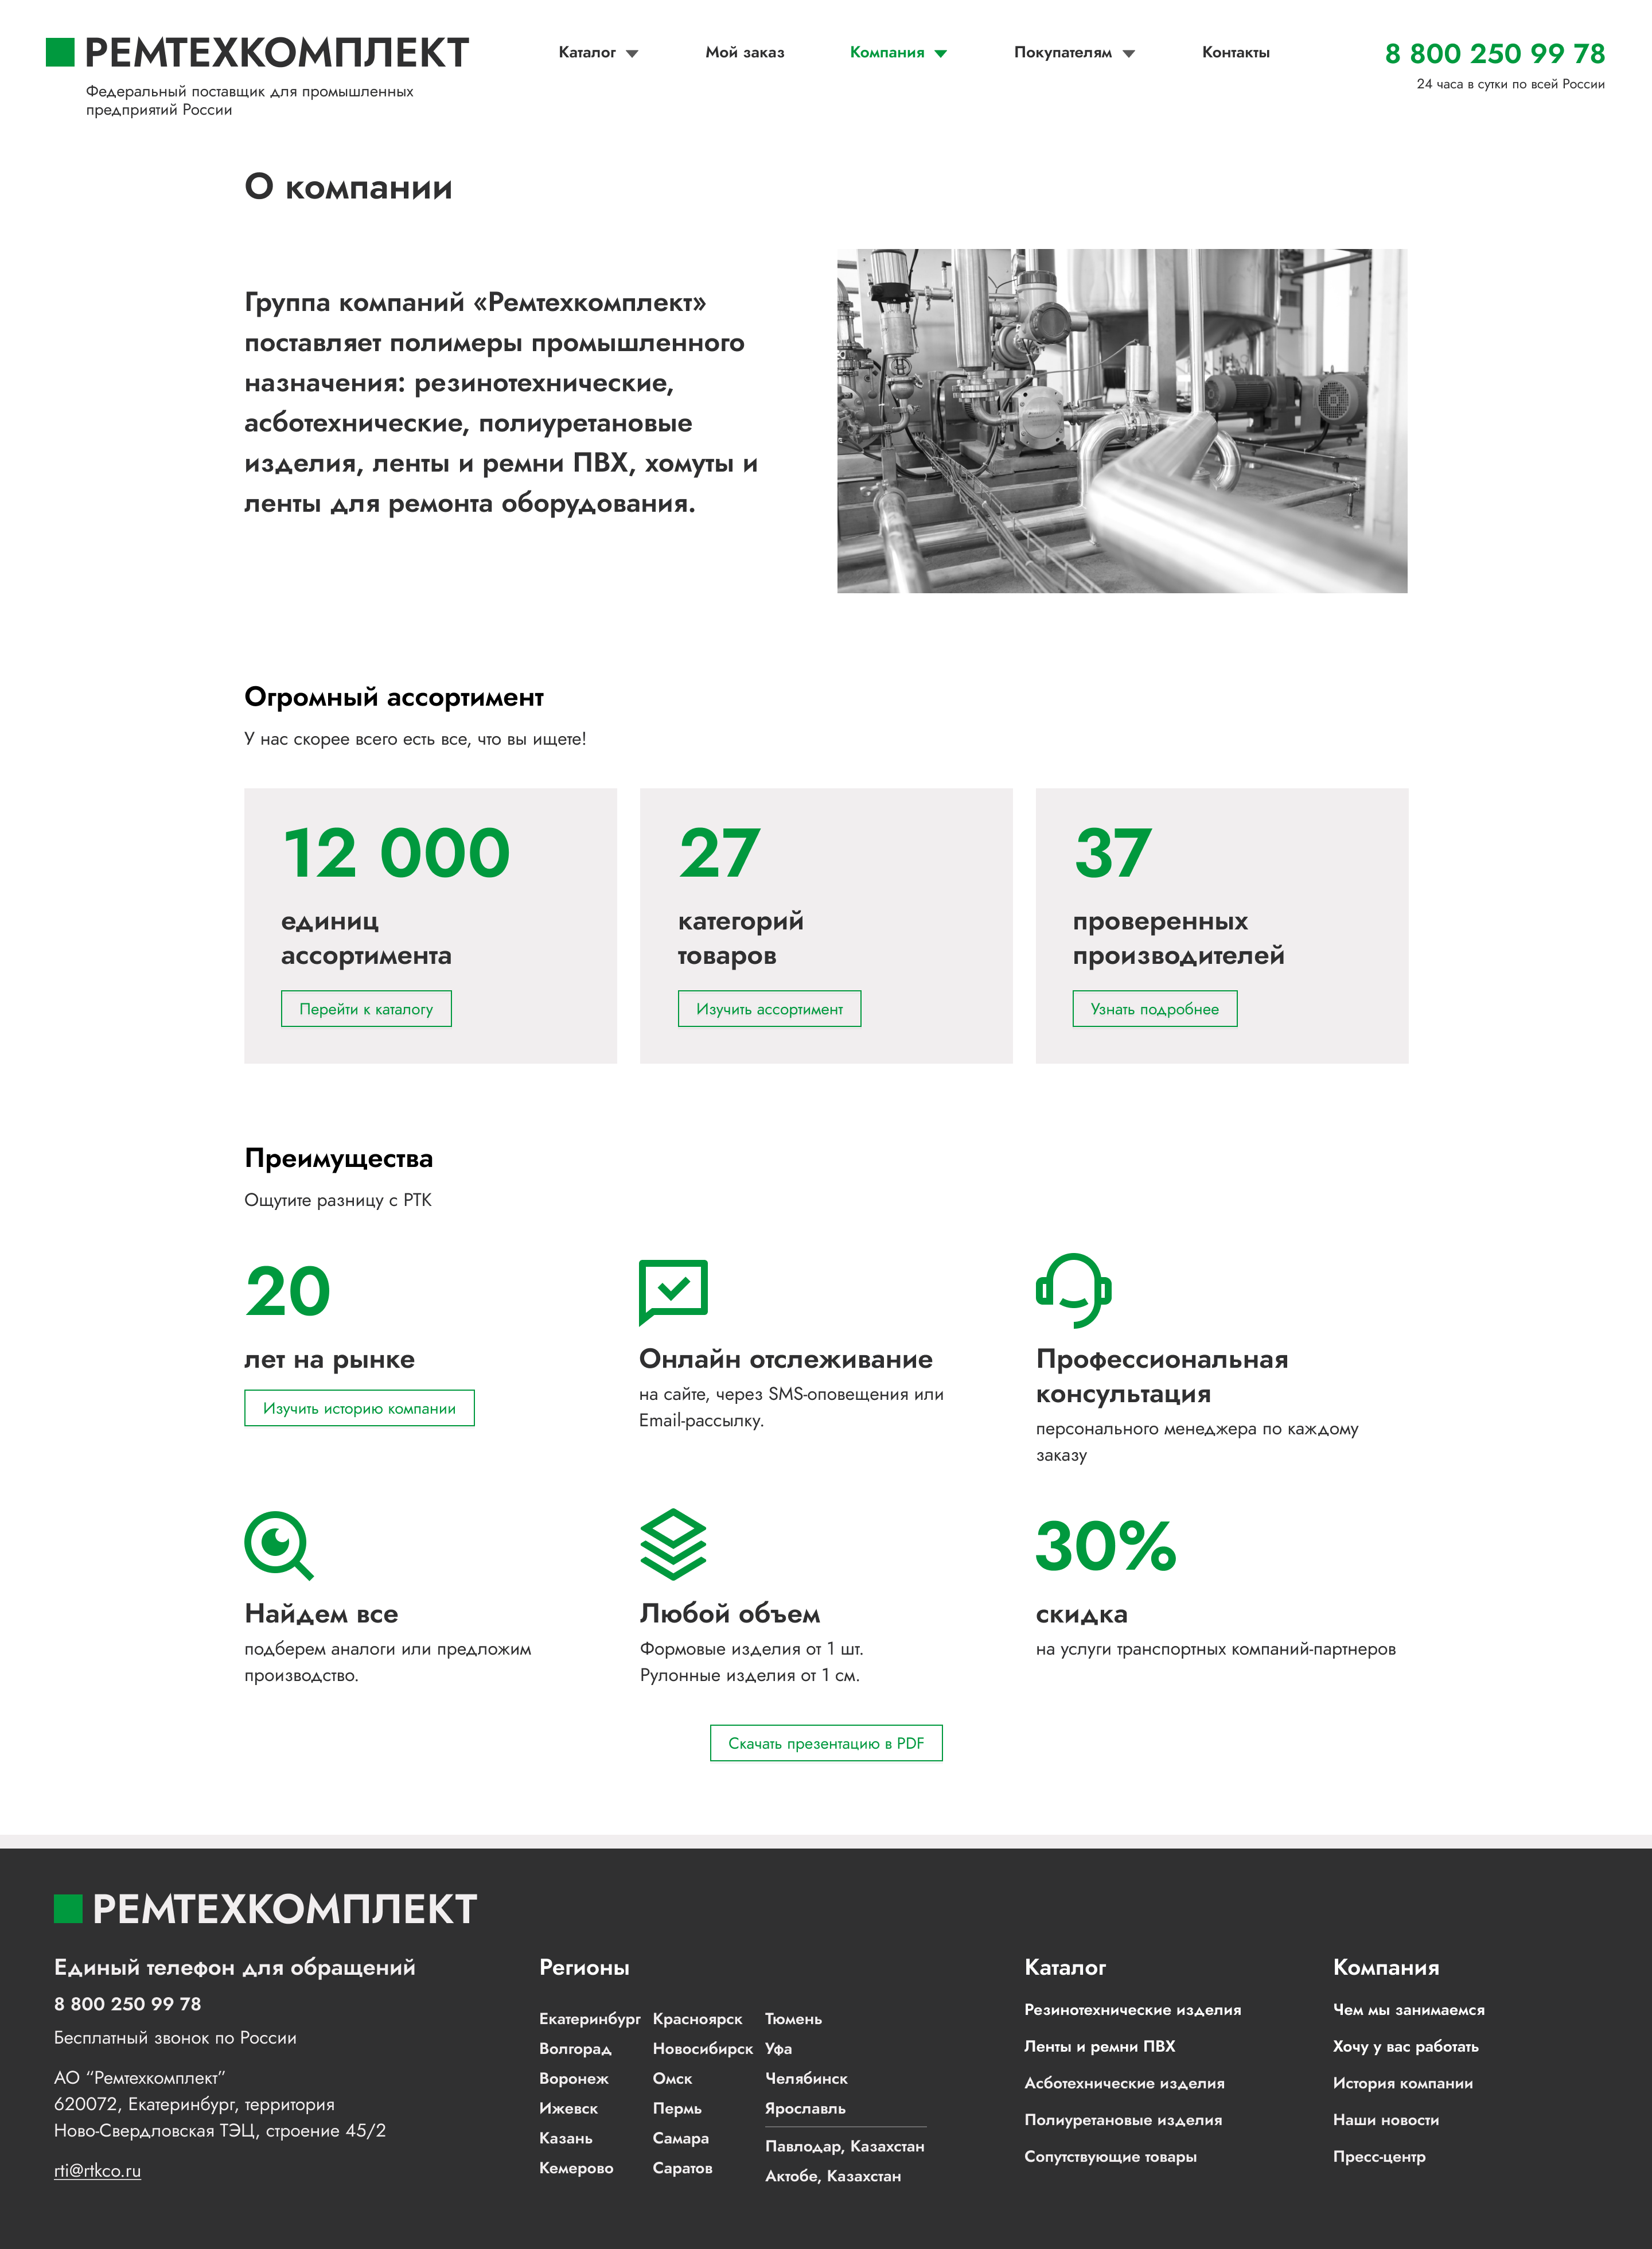 РЕМТЕХКОМПЛЕКТ
Федеральный поставщик для промышленных
предприятий России
Каталог
Мой заказ
Компания
Покупателям
Контакты
8 800 250 99 78
24 часа в сутки по всей России
О компании
Группа компаний «Ремтехкомплект»
поставляет полимеры промышленного
назначения: резинотехнические,
асботехнические, полиуретановые
изделия, ленты и ремни ПВХ, хомуты и
ленты для ремонта оборудования.
Огромный ассортимент
У нас скорее всего есть все, что вы ищете!
12 000
единиц
ассортимента
Перейти к каталогу
27
категорий
товаров
Изучить ассортимент
37
проверенных
производителей
Узнать подробнее
Преимущества
Ощутите разницу с РТК
20
лет на рынке
Изучить историю компании
Онлайн отслеживание
на сайте, через SMS-оповещения или
Email-рассылку.
Профессиональная
консультация
персонального менеджера по каждому
заказу
Найдем все
подберем аналоги или предложим
производство.
Любой объем
Формовые изделия от 1 шт.
Рулонные изделия от 1 см.
30%
скидка
на услуги транспортных компаний-партнеров
Скачать презентацию в PDF
РЕМТЕХКОМПЛЕКТ
Единый телефон для обращений
8 800 250 99 78
Бесплатный звонок по России
АО “Ремтехкомплект”
620072, Екатеринбург, территория
Ново-Свердловская ТЭЦ, строение 45/2
rti@rtkco.ru
Регионы
Екатеринбург
Волгорад
Воронеж
Ижевск
Казань
Кемерово
Красноярск
Новосибирск
Омск
Пермь
Самара
Саратов
Тюмень
Уфа
Челябинск
Ярославль
Павлодар, Казахстан
Актобе, Казахстан
Каталог
Резинотехнические изделия
Ленты и ремни ПВХ
Асботехнические изделия
Полиуретановые изделия
Сопутствующие товары
Компания
Чем мы занимаемся
Хочу у вас работать
История компании
Наши новости
Пресс-центр